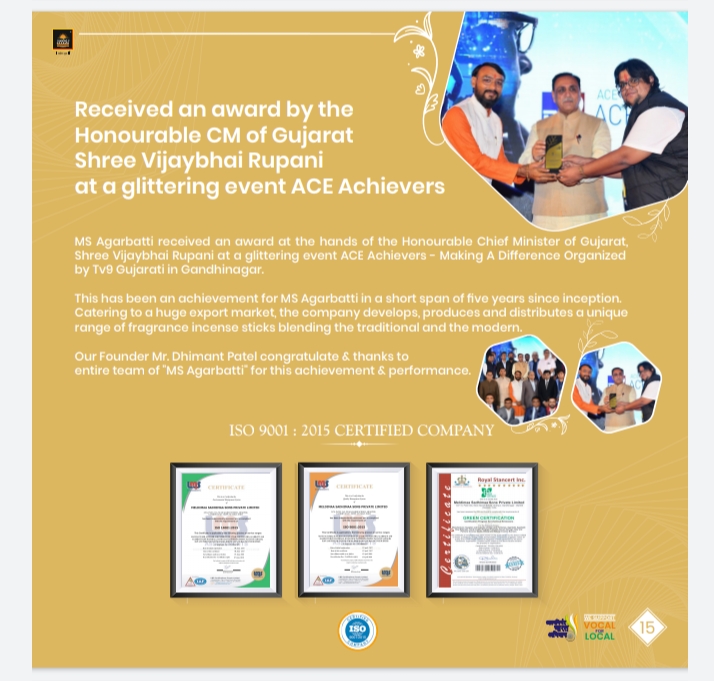 Received an award by the
Honourable CM of Gujarat
Shree Vijaybhai Rupani
at a glittering event ACE Achievers
MS Agarbatti received an award at the hands of the Honourable Chief Minister of Gujarat,
Shree Vijaybhai Rupani at a glittering event ACE Achievers - Making A Difference Organized
by Tv9 Gujarati in Gandhinagar.
This has been an achievement for MS Agarbatti in a short span of five years since inception.
Catering to a huge export market, the company develops, produces and distributes a unique
range of fragrance incense sticks blending the traditional and the modern.
Our Founder Mr. Dhimant Patel congratulate & thanks to
entire team of "MS Agarbatti" for this achievement & performance.
ISO 9001 : 2015 CERTIFIED COMPANY
CERTIFICATE
CERTIFICATE
Certificate
Royal Stancert Inc.
GREEN CERTIFICATION
IAF
IAF
ISO
VOCAL
FOR
LOCAL
15